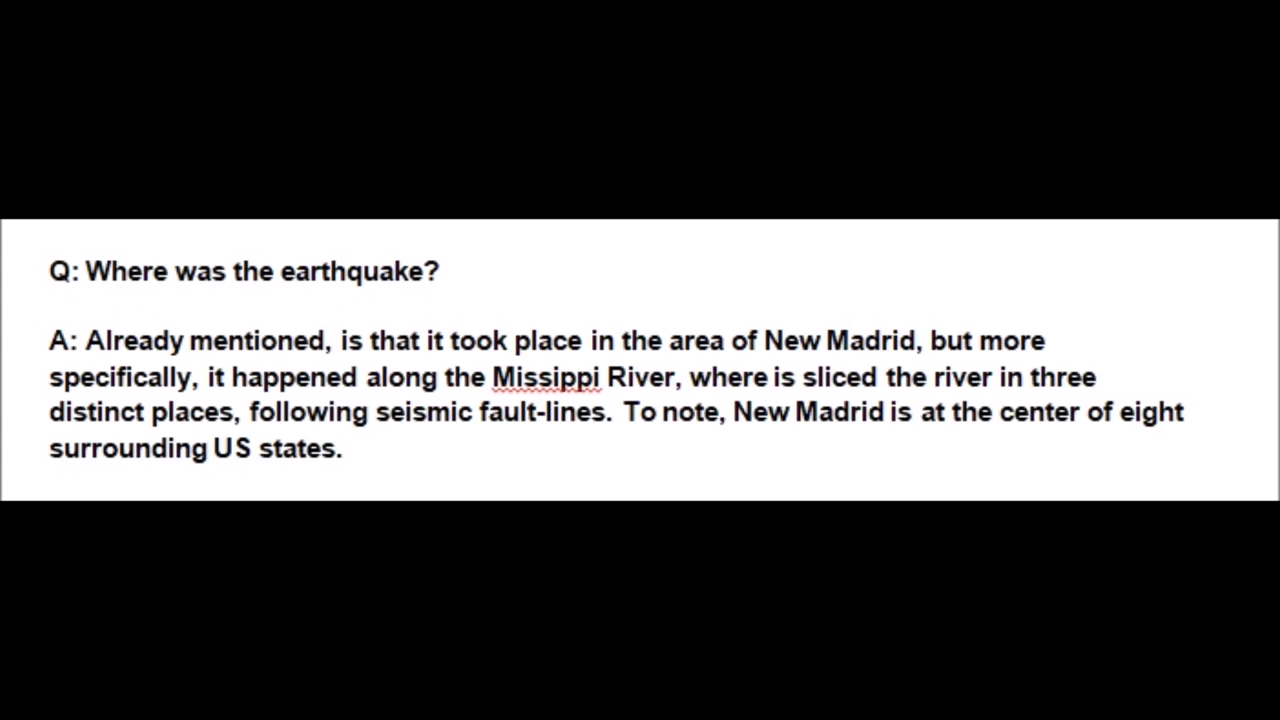 Q: Where was the earthquake?
A: Already mentioned, is that it took place in the area of New Madrid, but more
specifically, it happened along the Missippi River, where is sliced the river in three
distinct places, following seismic fault-lines. To note, New Madrid is at the center of eight
surrounding US states.